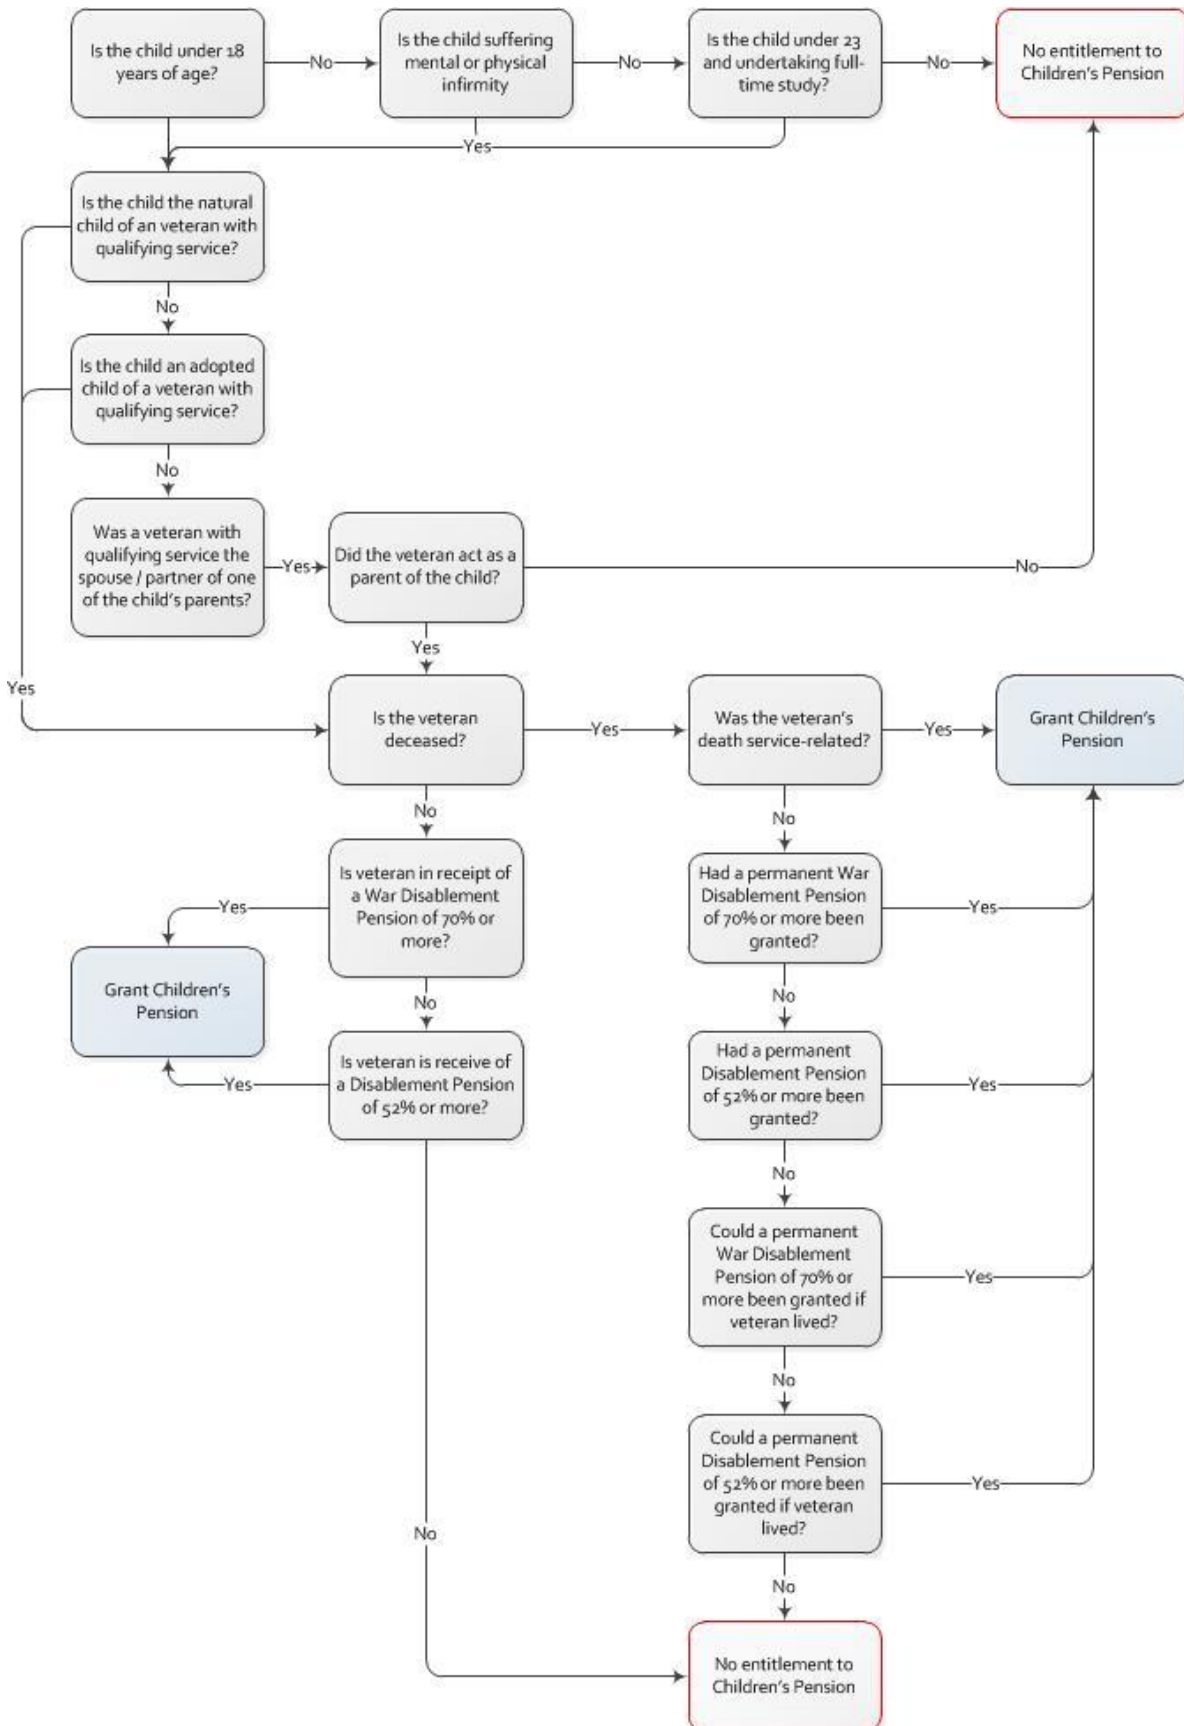 Is the child under 18
years of age?
No
Is the child suffering
mental or physical
infirmity
No
Is the child under 23
and undertaking full-
time study?
No
No entitlement to
Children's Pension
Yes
Is the child the natural
child of an veteran with
qualifying service?
No
Is the child an adopted
child of a veteran with
qualifying service?
No
Was a veteran with
qualifying service the
spouse / partner of one
of the child's parents?
Yes
Did the veteran act as a
parent of the child?
No
Yes
Yes
Is the veteran
deceased?
Yes
Was the veteran's
death service-related?
Yes
Grant Children's
Pension
No
Is veteran in receipt of
a War Disablement
Pension of 70% or
more?
Yes
Grant Children's
Pension
No
Is veteran is receive of
a Disablement Pension
of 52% or more?
Yes
No
No
Had a permanent War
Disablement Pension
of 70% or more been
granted?
Yes
No
Had a permanent
Disablement Pension
of 52% or more been
granted?
Yes
No
Could a permanent
War Disablement
Pension of 70% or
more been granted if
veteran lived?
Yes
No
Could a permanent
Disablement Pension
of 52% or more been
granted if veteran
lived?
Yes
No
No entitlement to
Children's Pension